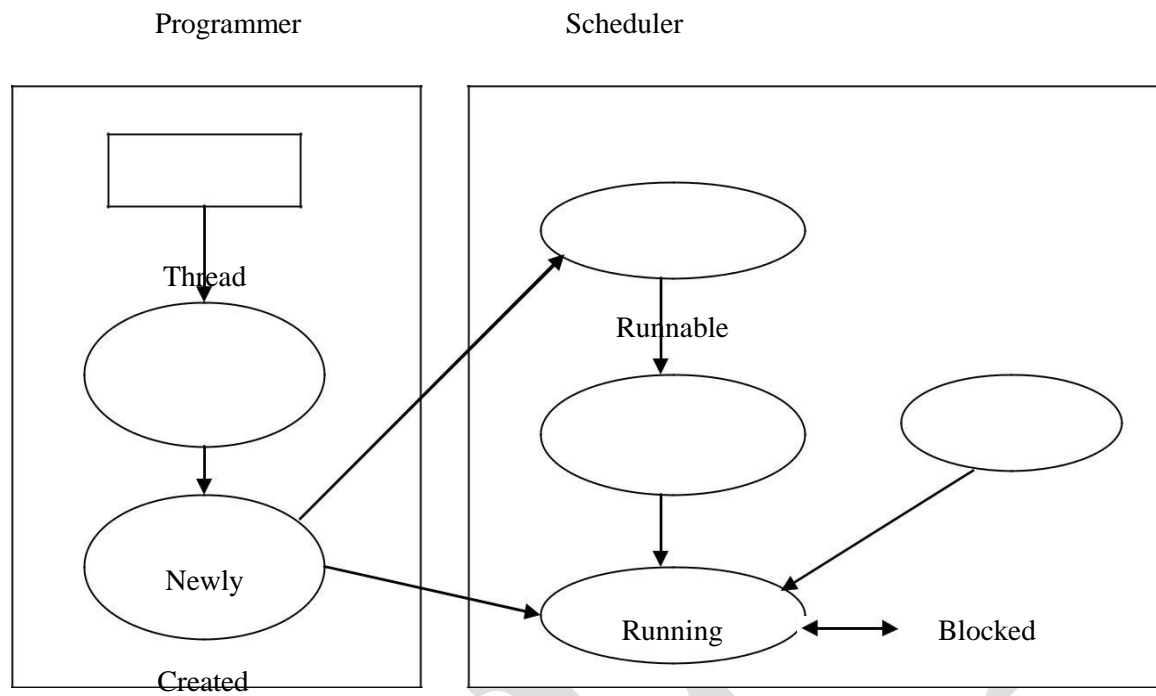 Programmer
Scheduler
Thread
Runnable
Newly
Running
Blocked
Created